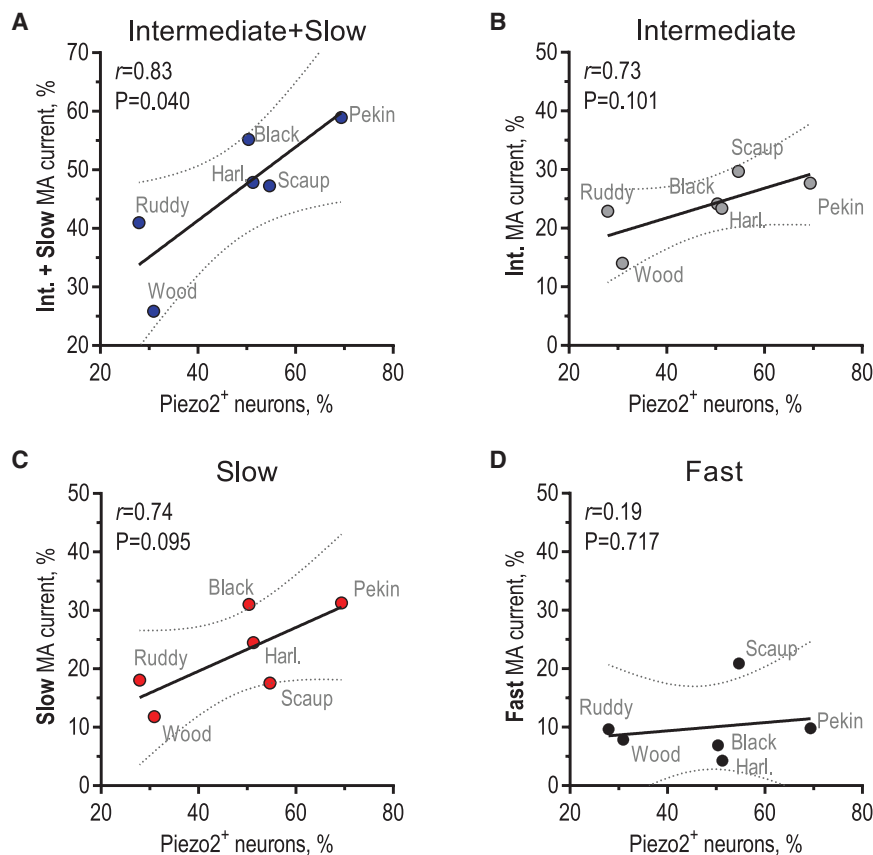 A
Intermediate+Slow
r=0.83
P=0.040
Int. + Slow MA current, %
70
60
50
40
30
20
Ruddy
Wood
Black
Harl.
Scaup
Pekin
20 40 60 80
Piezo2+ neurons, %
B
Intermediate
r=0.73
P=0.101
Int. MA current, %
50
40
30
20
10
0
Ruddy
Wood
Black
Harl.
Scaup
Pekin
20 40 60 80
Piezo2+ neurons, %
C
Slow
r=0.74
P=0.095
Slow MA current, %
50
40
30
20
10
0
Ruddy
Wood
Black
Harl.
Scaup
Pekin
20 40 60 80
Piezo2+ neurons, %
D
Fast
r=0.19
P=0.717
Fast MA current, %
50
40
30
20
10
0
Ruddy
Wood
Black
Harl.
Scaup
Pekin
20 40 60 80
Piezo2+ neurons, %